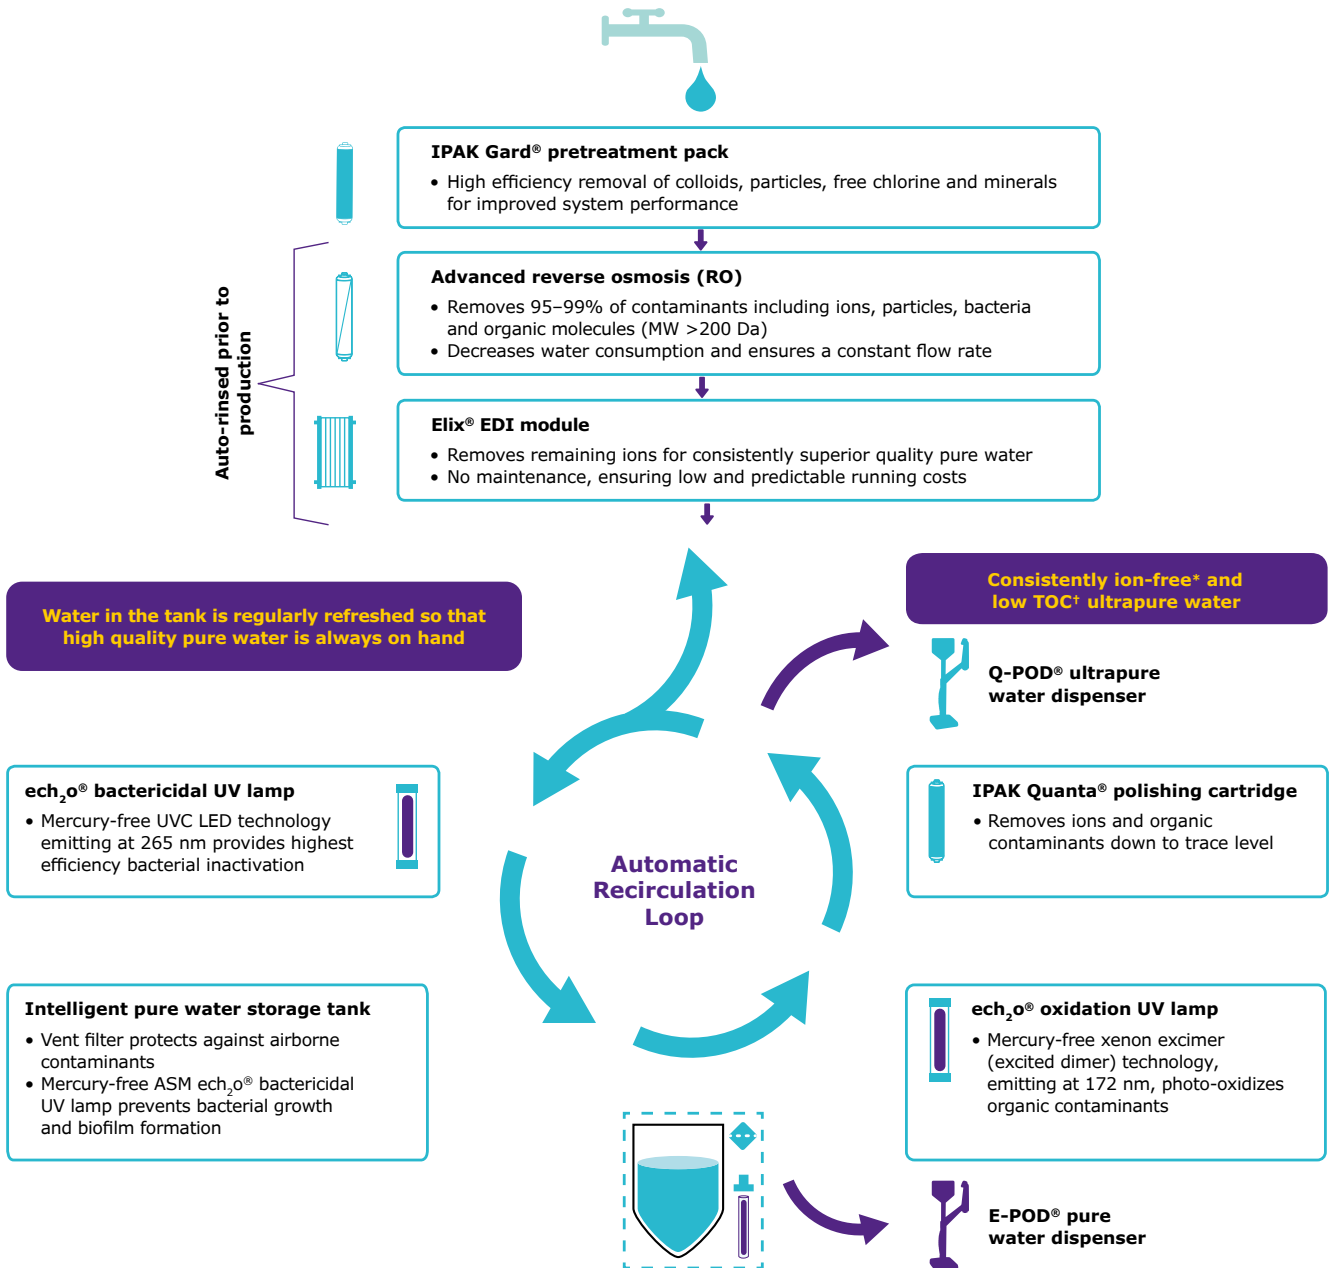 IPAK Gard® pretreatment pack
• High efficiency removal of colloids, particles, free chlorine and minerals
for improved system performance
Advanced reverse osmosis (RO)
• Removes 95–99% of contaminants including ions, particles, bacteria
and organic molecules (MW >200 Da)
• Decreases water consumption and ensures a constant flow rate
Auto-rinsed prior to
production
Elix® EDI module
• Removes remaining ions for consistently superior quality pure water
• No maintenance, ensuring low and predictable running costs
Water in the tank is regularly refreshed so that
high quality pure water is always on hand
Consistently ion-free* and
low TOC† ultrapure water
Q-POD® ultrapure
water dispenser
ech₂o® bactericidal UV lamp
• Mercury-free UVC LED technology
emitting at 265 nm provides highest
efficiency bacterial inactivation
Automatic
Recirculation
Loop
IPAK Quanta® polishing cartridge
• Removes ions and organic
contaminants down to trace level
Intelligent pure water storage tank
• Vent filter protects against airborne
contaminants
• Mercury-free ASM ech₂o® bactericidal
UV lamp prevents bacterial growth
and biofilm formation
ech₂o® oxidation UV lamp
• Mercury-free xenon excimer
(excited dimer) technology,
emitting at 172 nm, photo-oxidizes
organic contaminants
E-POD® pure
water dispenser